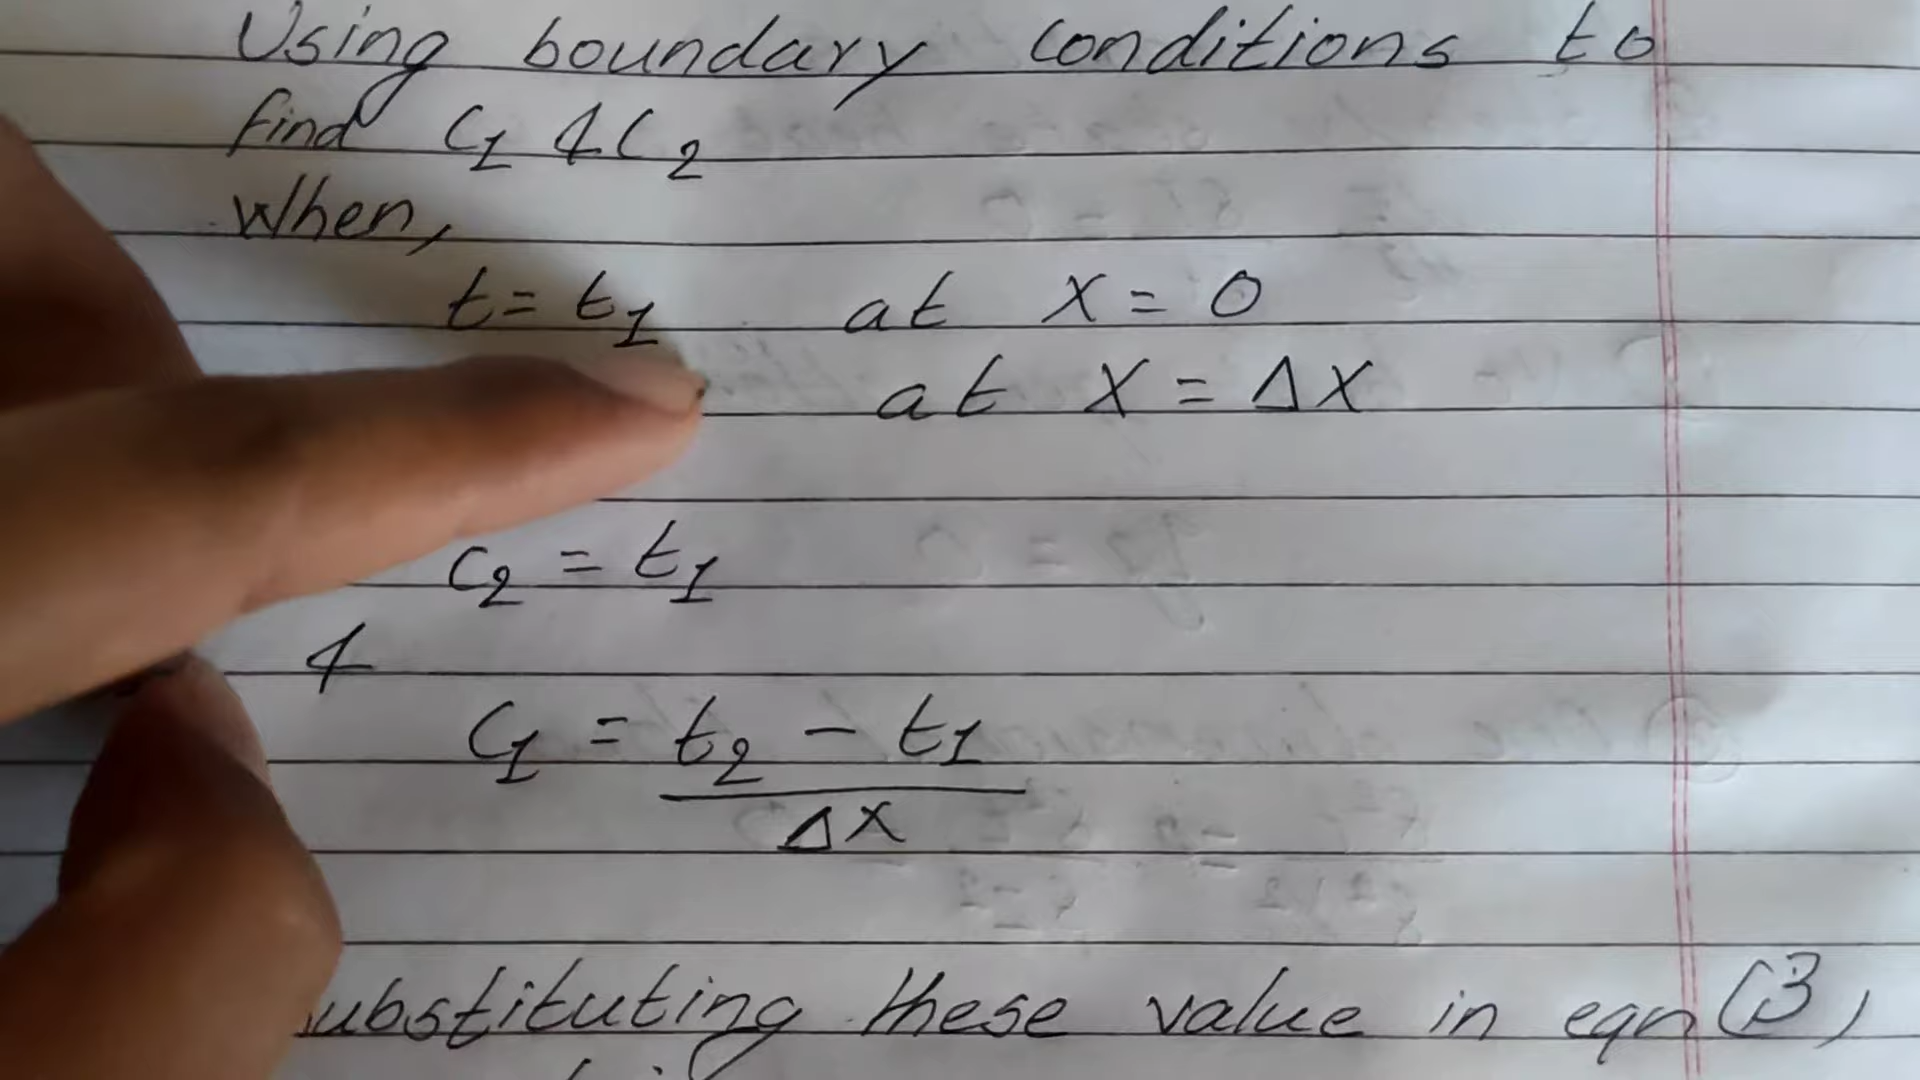 Using boundary conditions to
find C1 & C2
When,
t = t1 at x = 0
at x = Δx
C2 = t1
&
C1 = t2 - t1
Δx
ubstituting these value in eqn (3)